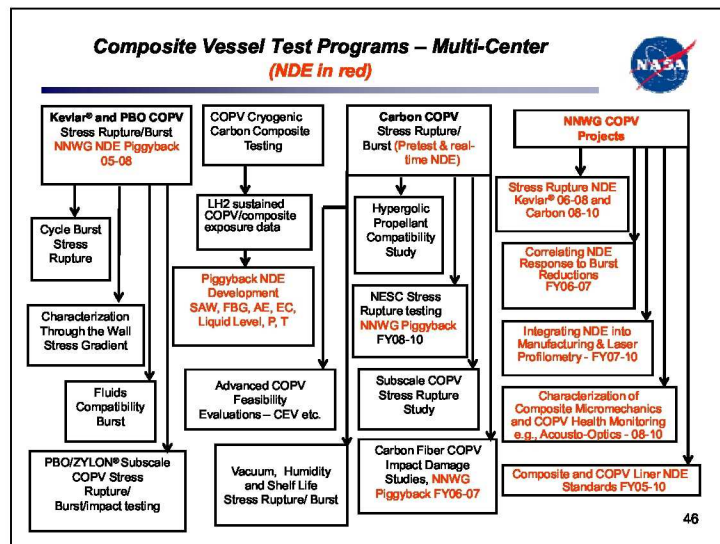 Composite Vessel Test Programs – Multi-Center
(NDE in red)
NASA
Kevlar® and PBO COPV
Stress Rupture/Burst
NNWG NDE Piggyback
05-08
Cycle Burst
Stress
Rupture
Characterization
Through the Wall
Stress Gradient
Fluids
Compatibility
Burst
PBO/ZYLON® Subscale
COPV Stress
Rupture/
Burst/impact testing
COPV Cryogenic
Carbon Composite
Testing
LH2 sustained
COPV/composite
exposure data
Piggyback NDE
Development
SAW, FBG, AE, EC,
Liquid Level, P, T
Advanced COPV
Feasibility
Evaluations – CEV etc.
Vacuum, Humidity
and Shelf Life
Stress Rupture/ Burst
Carbon COPV
Stress Rupture/
Burst (Pretest & real-
time NDE)
Hypergolic
Propellant
Compatibility
Study
NESC Stress
Rupture testing
NNWG Piggyback
FY08-10
Subscale COPV
Stress Rupture
Study
Carbon Fiber COPV
Impact Damage
Studies, NNWG
Piggyback FY06-07
NNWG COPV
Projects
Stress Rupture NDE
Kevlar® 06-08 and
Carbon 08-10
Correlating NDE
Response to Burst
Reductions
FY06-07
Integrating NDE into
Manufacturing & Laser
Profilometry - FY07-10
Characterization of
Composite Micromechanics
and COPV Health Monitoring
e.g., Acousto-Optics - 08-10
Composite and COPV Liner NDE
Standards FY05-10
46